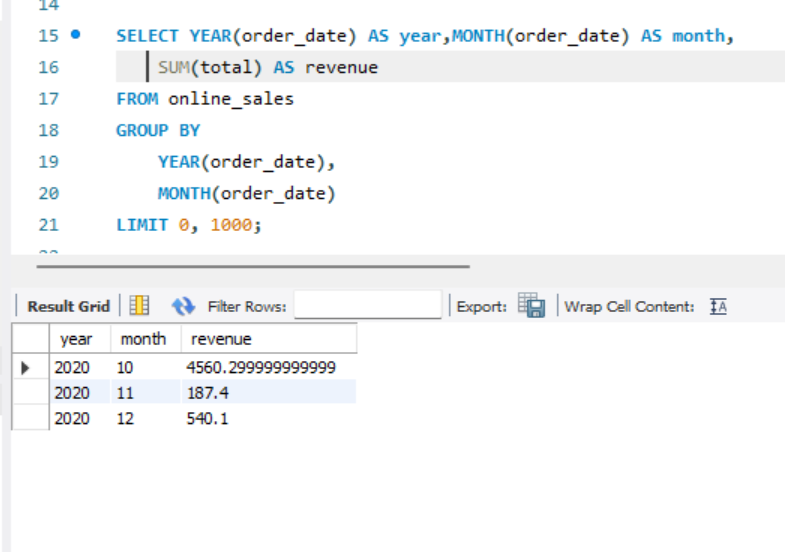 14
15 SELECT YEAR(order_date) AS year,MONTH(order_date) AS month,
16 SUM(total) AS revenue
17 FROM online_sales
18 GROUP BY
19 YEAR(order_date),
20 MONTH(order_date)
21 LIMIT 0, 1000;
Result Grid Filter Rows: Export: Wrap Cell Content: IA
year month revenue
2020 10 4560.299999999999
2020 11 187.4
2020 12 540.1